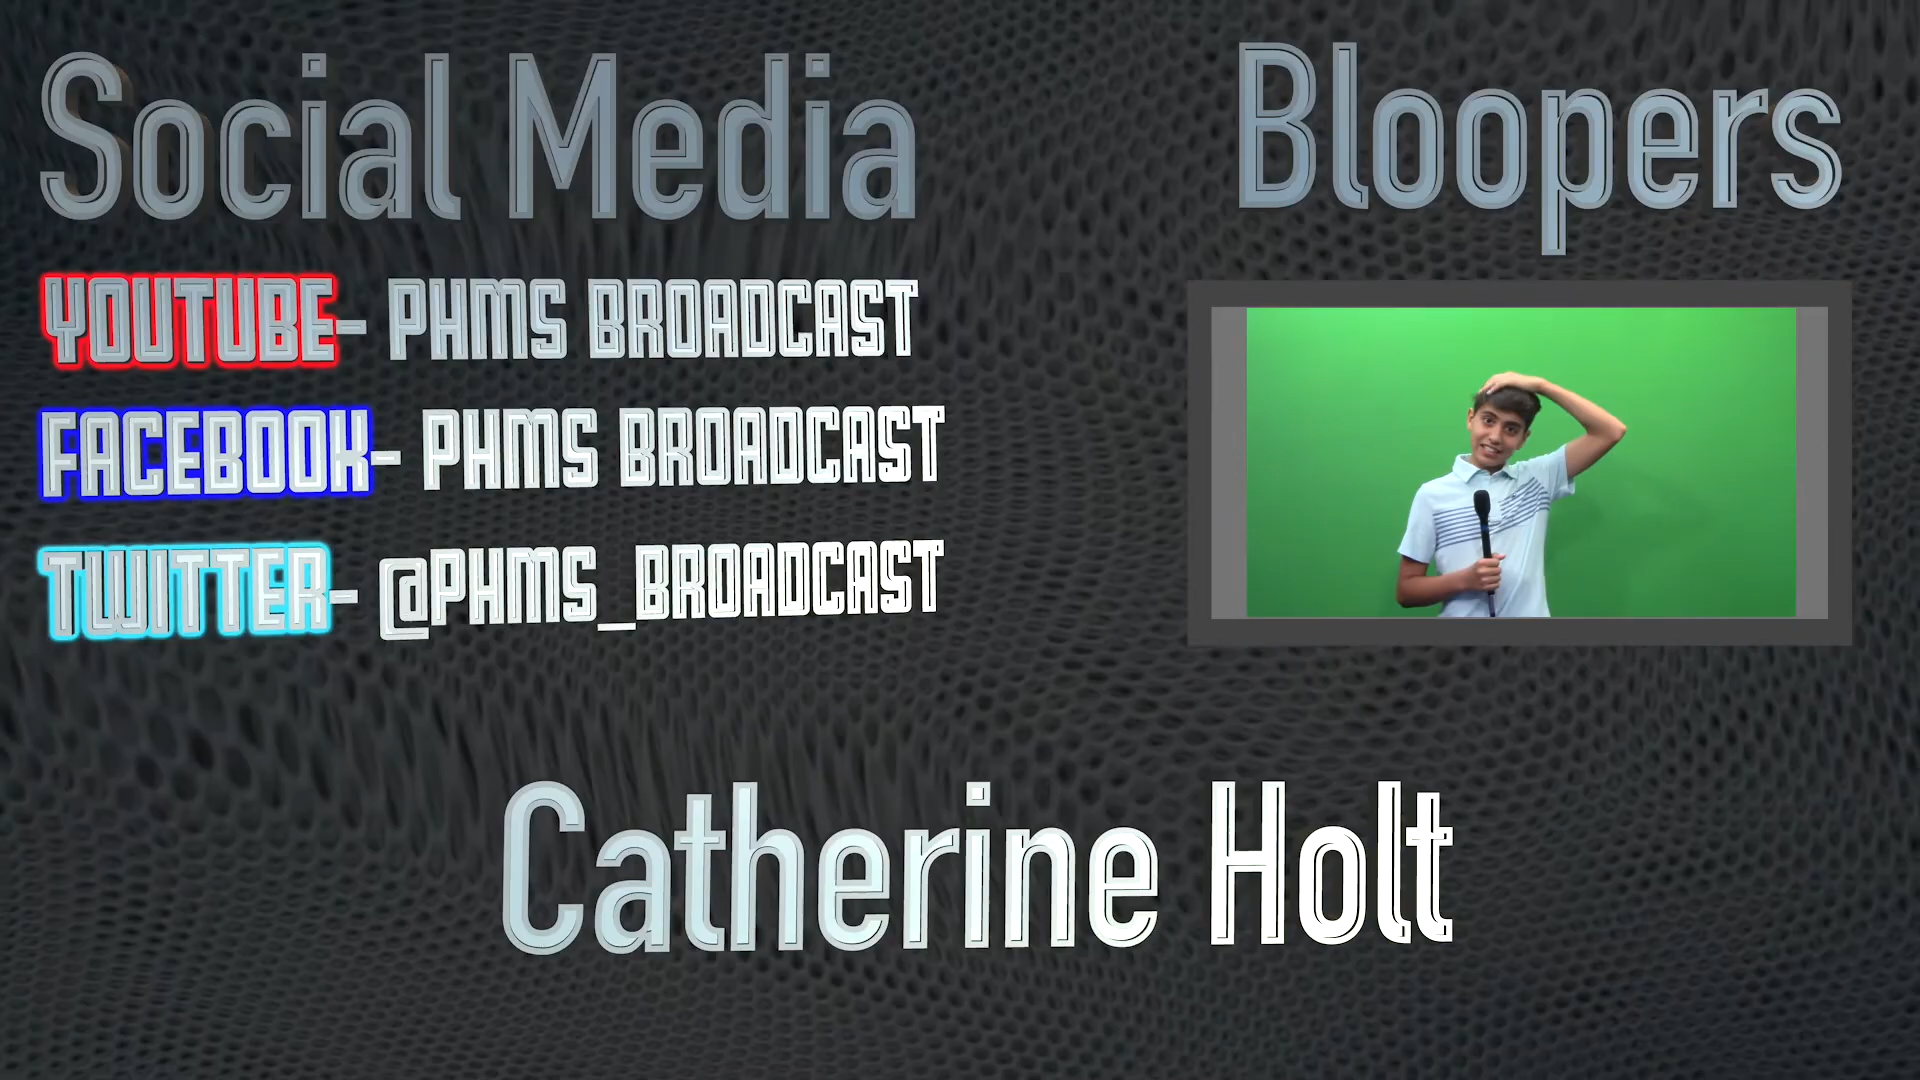 Social Media
Bloopers
YOUTUBE- PHMS BROADCAST
FACEBOOK- PHMS BROADCAST
TWITTER- @PHMS_BROADCAST
Catherine Holt